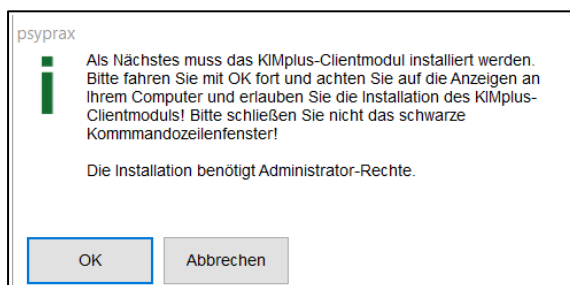 psyprax
Als Nächstes muss das KIMplus-Clientmodul installiert werden.
Bitte fahren Sie mit OK fort und achten Sie auf die Anzeigen an
Ihrem Computer und erlauben Sie die Installation des KIMplus-
Clientmoduls! Bitte schließen Sie nicht das schwarze
Kommmandozeilenfenster!
Die Installation benötigt Administrator-Rechte.
OK
Abbrechen